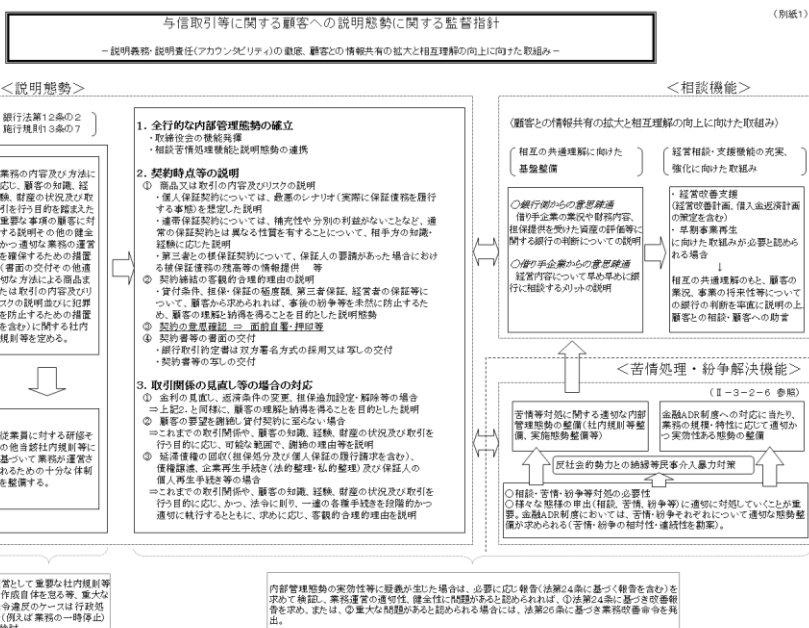 (別紙1)
与信取引等に関する顧客への説明態勢に関する監督指針
－説明義務・説明責任(アカウンタビリティ)の徹底、顧客との情報共有の拡大と相互理解の向上に向けた取組み－
＜説明態勢＞
銀行法第12条の2
施行規則13条の7
業務の内容及び方法に
応じ、顧客の知識、経
験、財産の状況及び取
引を行う目的を踏まえた
重要な事項の顧客に対
する説明その他の健全
かつ適切な業務の運営
を確保するための措置
(書面の交付その他適
切な方法による商品ま
たは取引の内容及びリ
スクの説明並びに犯罪
を防止するための措置
を含む)に関する社内
規則等を定める。
従業員に対する研修そ
の他当該社内規則等に
基づいて業務が運営さ
れるための十分な体制
を整備する。
1. 全行的な内部管理態勢の確立
・取締役会の機能発揮
・相談苦情処理機能と説明態勢の連携
2. 契約時点等の説明
① 商品又は取引の内容及びリスクの説明
・個人保証契約については、最悪のシナリオ(実際に保証債務を履行
する事態)を想定した説明
・連帯保証契約については、補充性や分別の利益がないことなど、通
常の保証契約とは異なる性質を有することについて、相手方の知識・
経験に応じた説明
・第三者との根保証契約について、保証人の要請があった場合におけ
る被保証債務の残高等の情報提供　等
② 契約締結の客観的合理的理由の説明
・貸付条件、担保・保証の極度額、第三者保証、経営者の保証等に
ついて、顧客から求められれば、事後の紛争等を未然に防止するた
め、顧客の理解と納得を得ることを目的とした説明態勢
③ 契約の意思確認 ⇒ 面前自署・押印等
④ 契約書等の書面の交付
・銀行取引約定書は双方署名方式の採用又は写しの交付
・契約書等の写しの交付
3. 取引関係の見直し等の場合の対応
① 金利の見直し、返済条件の変更、担保追加設定・解除等の場合
⇒上記2.と同様に、顧客の理解と納得を得ることを目的とした説明
② 顧客の要望を謝絶し貸付契約に至らない場合
⇒これまでの取引関係や、顧客の知識、経験、財産の状況及び取引を
行う目的に応じ、可能な範囲で、謝絶の理由等を説明
③ 延滞債権の回収(担保処分及び個人保証の履行請求を含む)、
債権譲渡、企業再生手続き(法的整理・私的整理)及び保証人の
個人再生手続き等の場合
⇒これまでの取引関係や、顧客の知識、経験、財産の状況及び取引を
行う目的に応じ、かつ、法令に則り、一連の各種手続を段階的かつ
適切に執行するとともに、求めに応じ、客観的合理的理由を説明
＜相談機能＞
(顧客との情報共有の拡大と相互理解の向上に向けた取組み)
相互の共通理解に向けた
基盤整備
経営相談・支援機能の充実、
強化に向けた取組み
○銀行側からの意思疎通
借り手企業の業況や財務内容、
担保提供を受けた資産の評価等に
関する銀行の判断についての説明
○借り手企業からの意思疎通
経営内容について早め早めに銀
行に相談するメリットの説明
・経営改善支援
(経営改善計画、借入金返済計画
の策定を含む)
・早期事業再生
に向けた取組みが必要と認めら
れる場合
↓
相互の共通理解のもと、顧客の
業況、事業の将来性等について
の銀行の判断を率直に説明の上
顧客との相談・顧客への助言
＜苦情処理・紛争解決機能＞
(Ⅱ－3－2－6 参照)
苦情等対処に関する適切な内部
管理態勢の整備(社内規則等整
備、実施態勢整備等)
金融ADR制度への対応に当たり、
業務の規模・特性に応じて適切か
つ実効性ある態勢の整備
反社会的勢力との絶縁等民事介入暴力対策
○相談・苦情・紛争等対処の必要性
○様々な態様の申出(相談、苦情、紛争等)に適切に対処していくことが重
要。金融ADR制度においては、苦情・紛争それぞれについて適切な態勢整
備が求められる(苦情・紛争の相対性・連続性を勘案)。
営として重要な社内規則等
作成自体を怠る等、重大な
令違反のケースは行政処
(例えば業務の一時停止)
内部管理態勢の実効性等に疑義が生じた場合は、必要に応じ報告(法第24条に基づく報告を含む)を
求めて検証し、業務運営の適切性、健全性に問題があると認められれば、①法第24条に基づき改善報
告を求め、または、②重大な問題があると認められる場合には、法第26条に基づき業務改善命令を発
出。